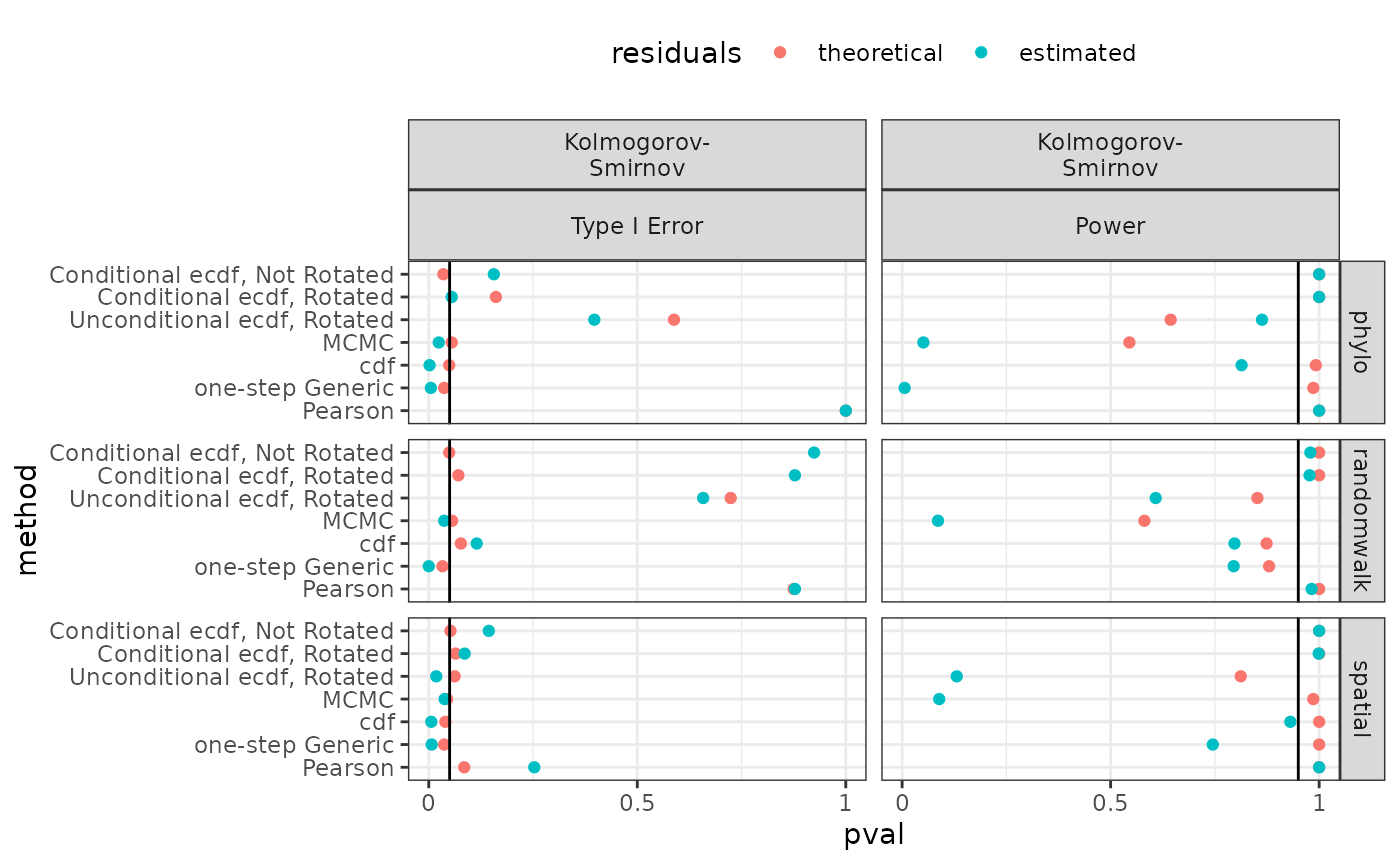 residuals theoretical estimated
Kolmogorov-
Smirnov
Kolmogorov-
Smirnov
Type I Error
Power
method
Conditional ecdf, Not Rotated
Conditional ecdf, Rotated
Unconditional ecdf, Rotated
MCMC
cdf
one-step Generic
Pearson
phylo
Conditional ecdf, Not Rotated
Conditional ecdf, Rotated
Unconditional ecdf, Rotated
MCMC
cdf
one-step Generic
Pearson
randomwalk
Conditional ecdf, Not Rotated
Conditional ecdf, Rotated
Unconditional ecdf, Rotated
MCMC
cdf
one-step Generic
Pearson
spatial
0 0.5 1
0 0.5 1
pval